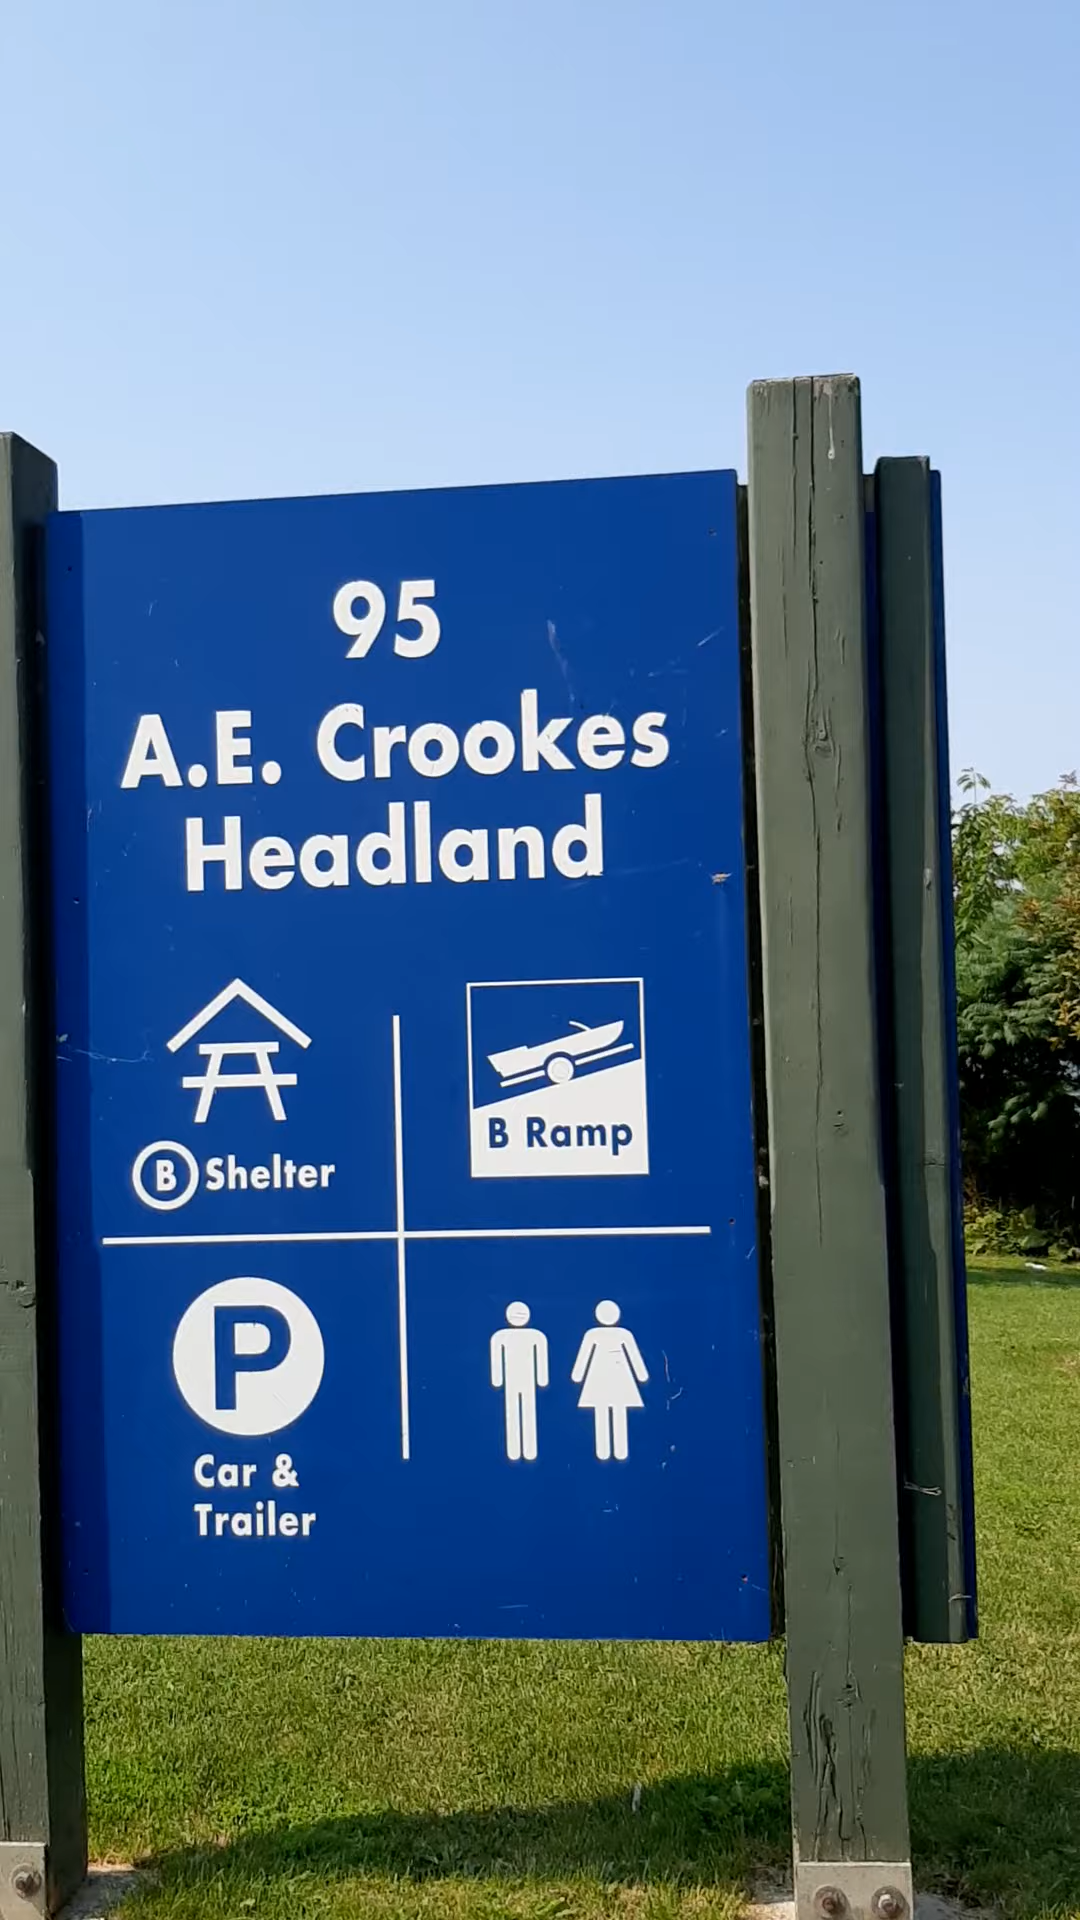 95
A.E. Crookes
Headland
B Shelter
B Ramp
P
Car &
Trailer